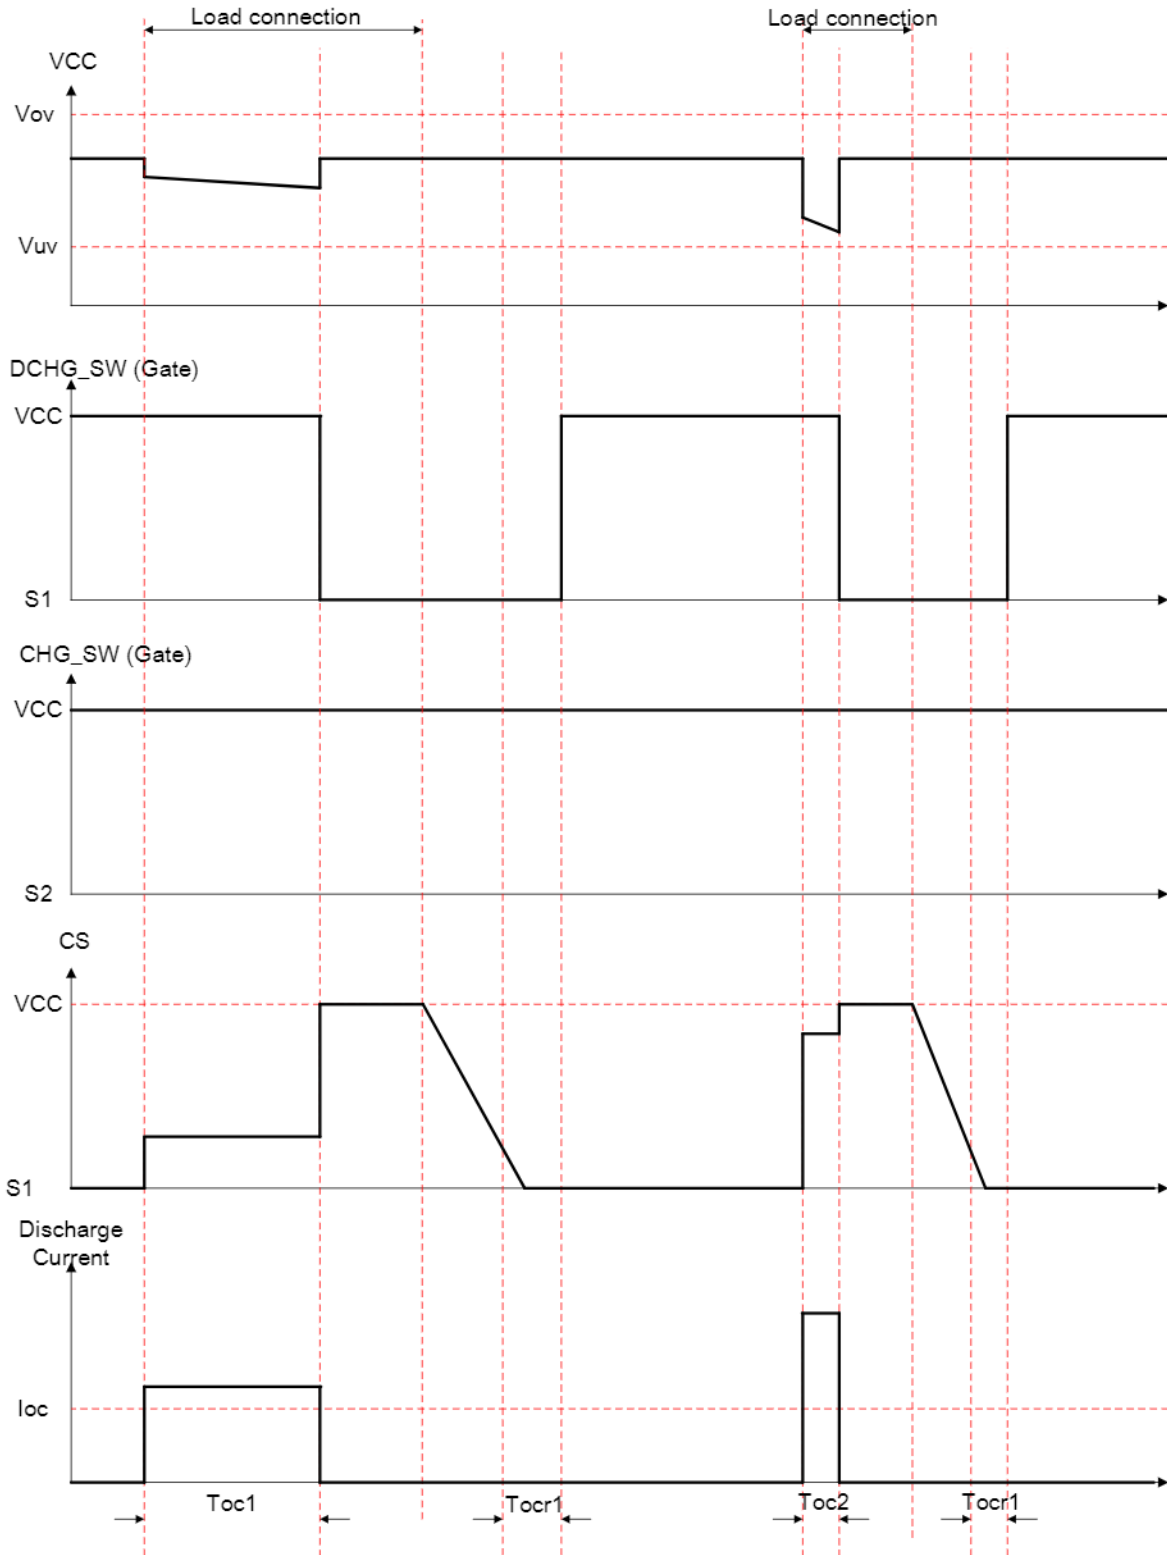 Load connection
Load connection
VCC
Vov
Vuv
DCHG_SW (Gate)
VCC
S1
CHG_SW (Gate)
VCC
S2
CS
VCC
S1
Discharge
Current
Ioc
Toc1
Tocr1
Toc2
Tocr1